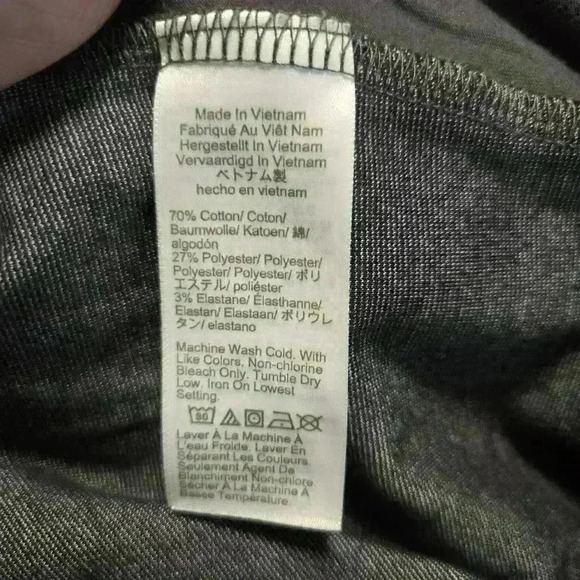 Made In Vietnam
Fabriqué Au Viêt Nam
Hergestellt In Vietnam
Vervaardigd In Vietnam
ベトナム製
hecho en vietnam
70% Cotton/ Coton/
Baumwolle/ Katoen/ 綿/
algodón
27% Polyester/ Polyester/
Polyester/ Polyester/ ポリ
エステル/ poliéster
3% Elastane/ Élasthanne/
Elastan/ Elastaan/ ポリウレ
タン/ elastano
Machine Wash Cold. With
Like Colors. Non-chlorine
Bleach Only. Tumble Dry
Low. Iron On Lowest
Setting.
30
Laver À La Machine À
L'eau Froide. Laver En
Séparant Les Couleurs.
Seulement Agent De
Blanchiment Non-chlore
Sécher À La Machine À
Basse Température.